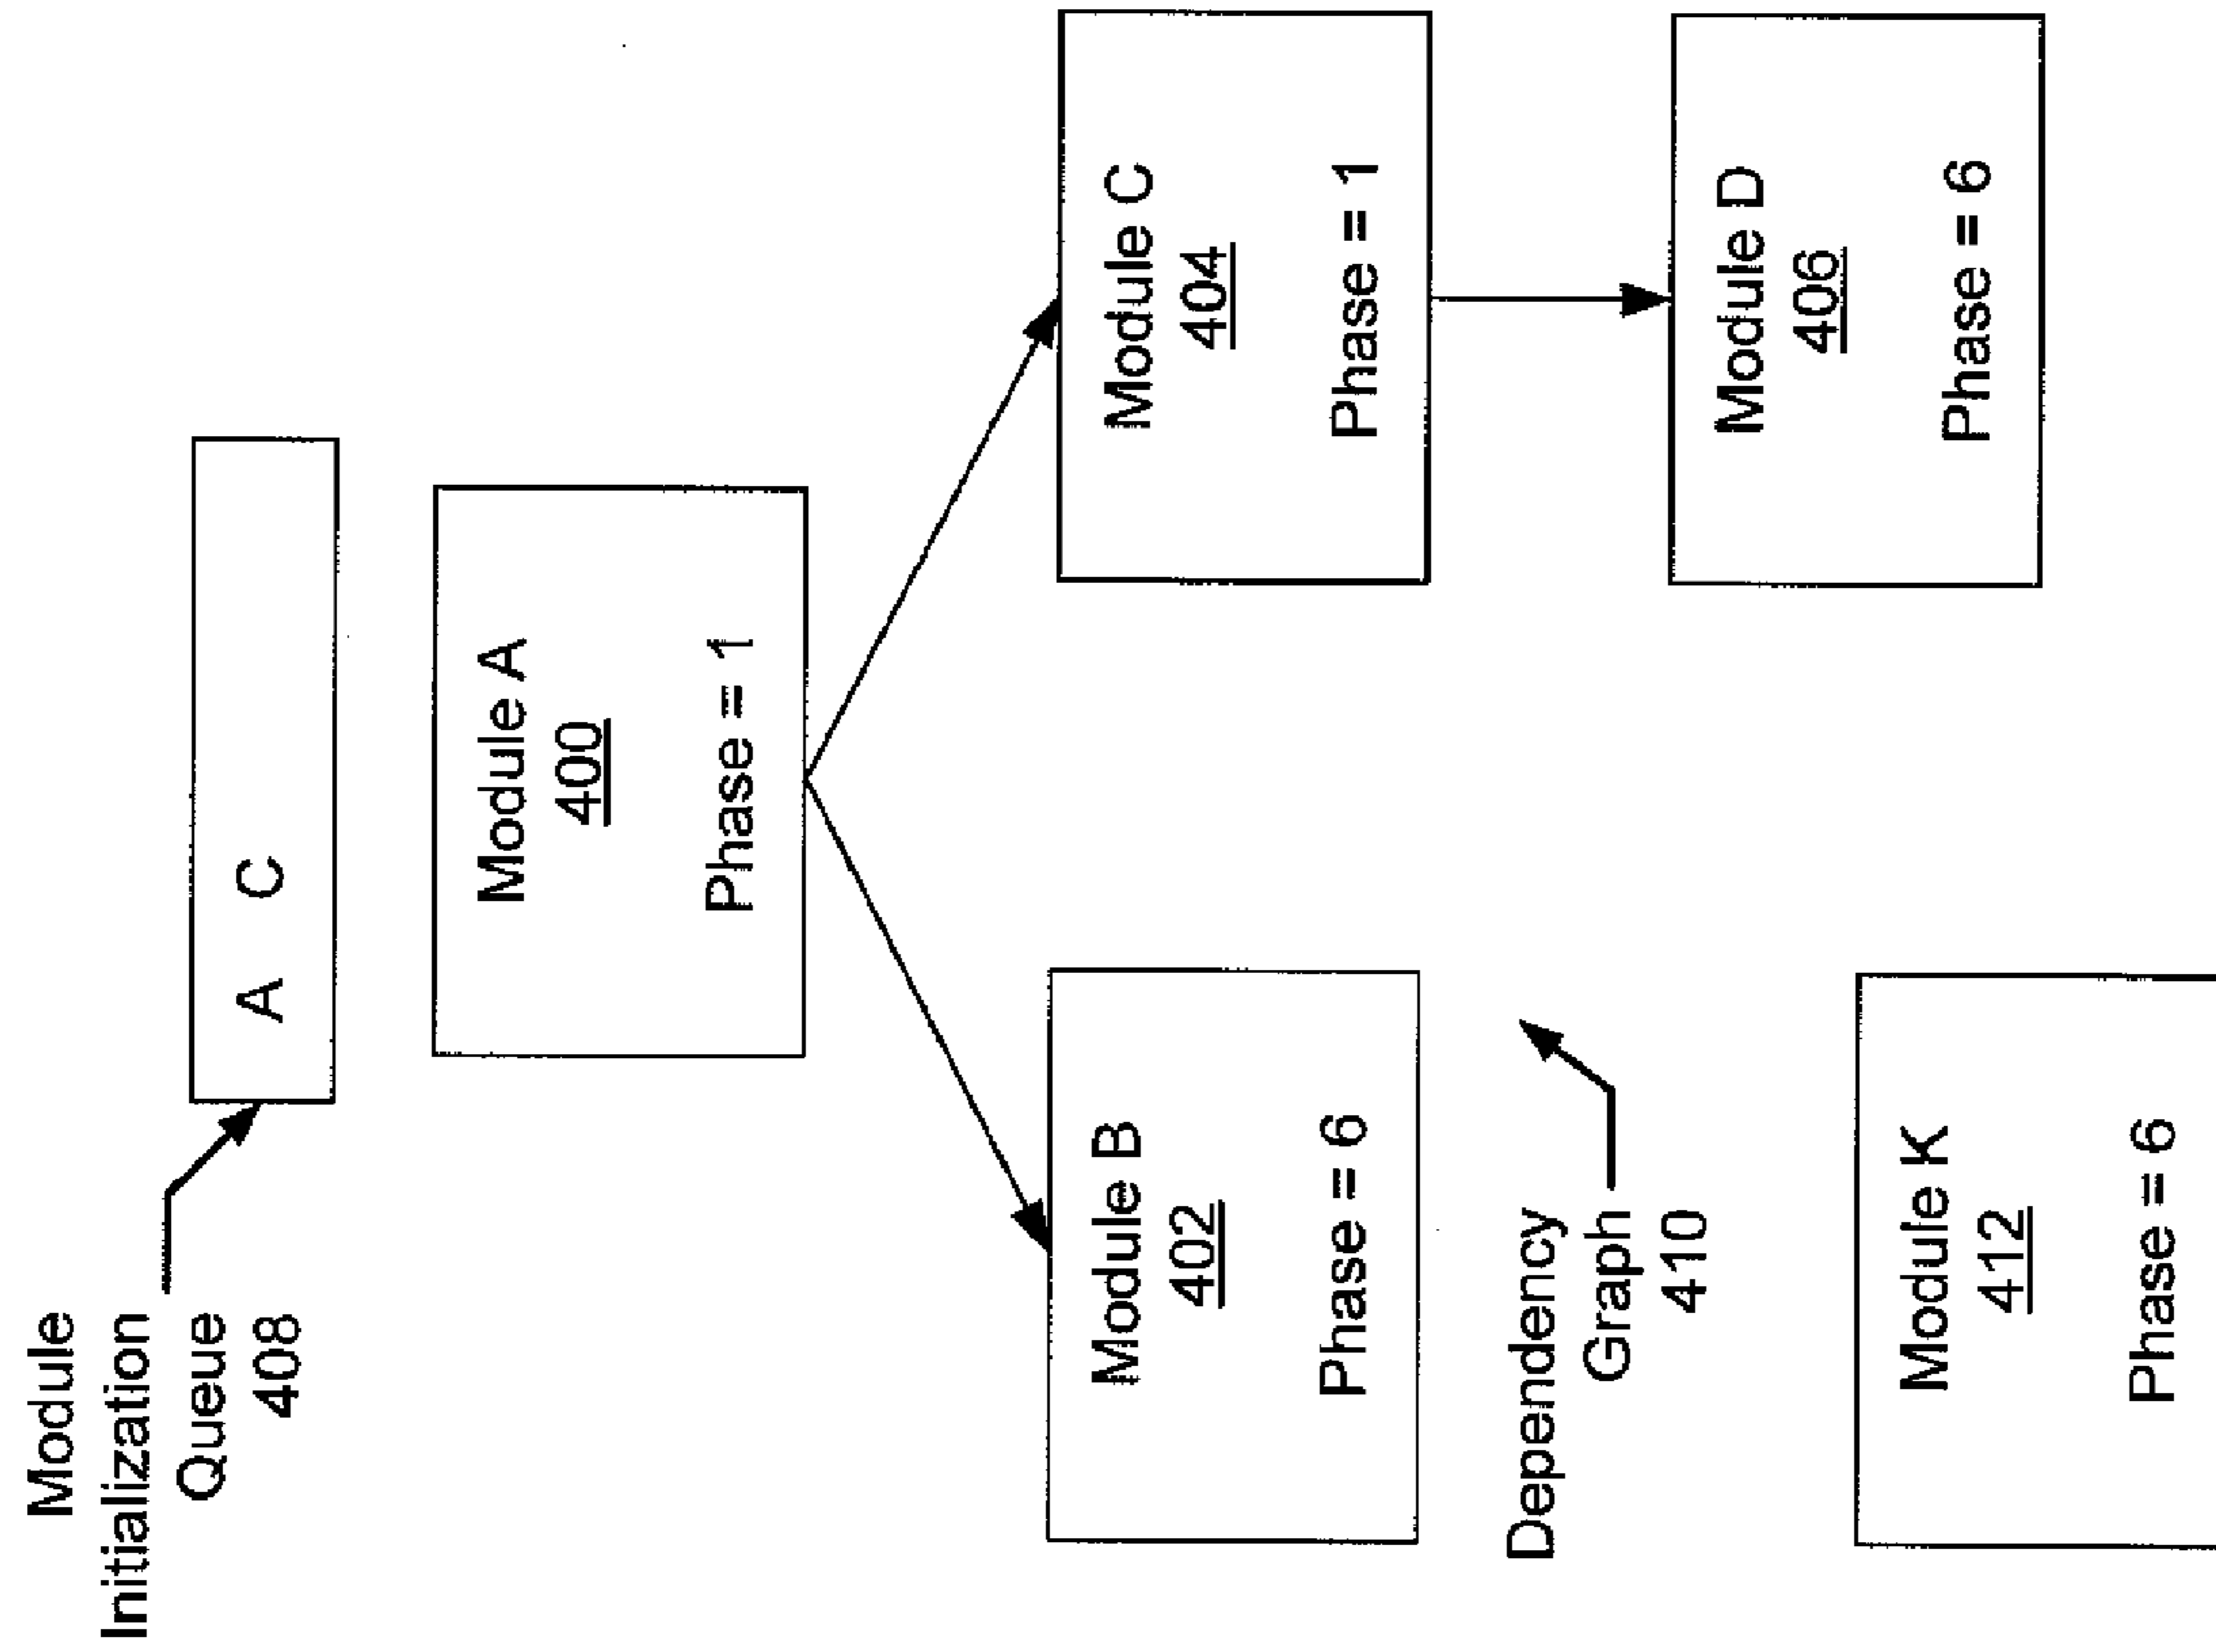 Module
Initialization
Queue
408
A C
Module A
400
Phase = 1
Module B
402
Phase = 6
Module C
404
Phase = 1
Dependency
Graph
410
Module D
406
Phase = 6
Module K
412
Phase = 6